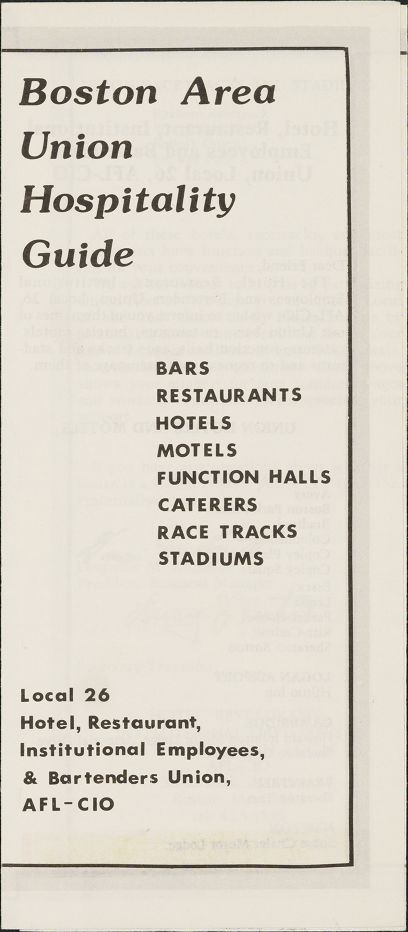 Boston Area
Union
Hospitality
Guide
BARS
RESTAURANTS
HOTELS
MOTELS
FUNCTION HALLS
CATERERS
RACE TRACKS
STADIUMS
Local 26
Hotel, Restaurant,
Institutional Employees,
& Bartenders Union,
AFL-CIO